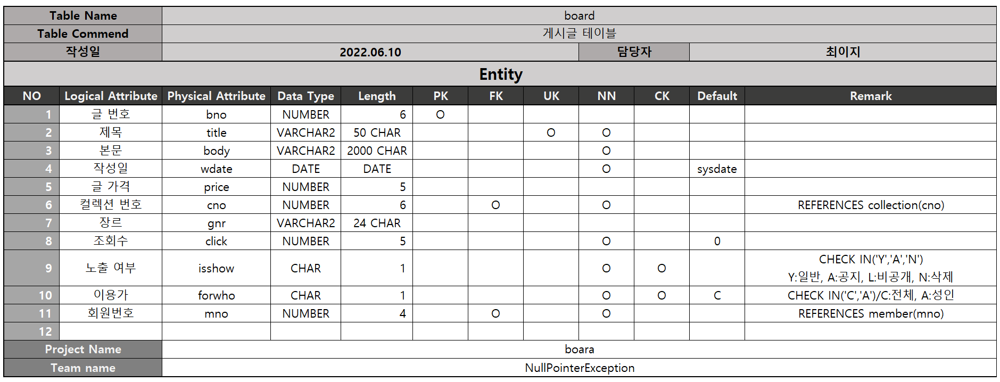 Table Name board
Table Commend 게시글 테이블
작성일 2022.06.10 담당자 최이지
Entity
NO Logical Attribute Physical Attribute Data Type Length PK FK UK NN CK Default Remark
1 글 번호 bno NUMBER 6 O
2 제목 title VARCHAR2 50 CHAR O O
3 본문 body VARCHAR2 2000 CHAR O
4 작성일 wdate DATE DATE O sysdate
5 글 가격 price NUMBER 5
6 컬렉션 번호 cno NUMBER 6 O O REFERENCES collection(cno)
7 장르 gnr VARCHAR2 24 CHAR
8 조회수 click NUMBER 5 O 0
9 노출 여부 isshow CHAR 1 O O CHECK IN('Y','A','N')
Y:일반, A:공지, L:비공개, N:삭제
10 이용가 forwho CHAR 1 O O C CHECK IN('C','A')/C:전체, A:성인
11 회원번호 mno NUMBER 4 O O REFERENCES member(mno)
12
Project Name boara
Team name NullPointerException